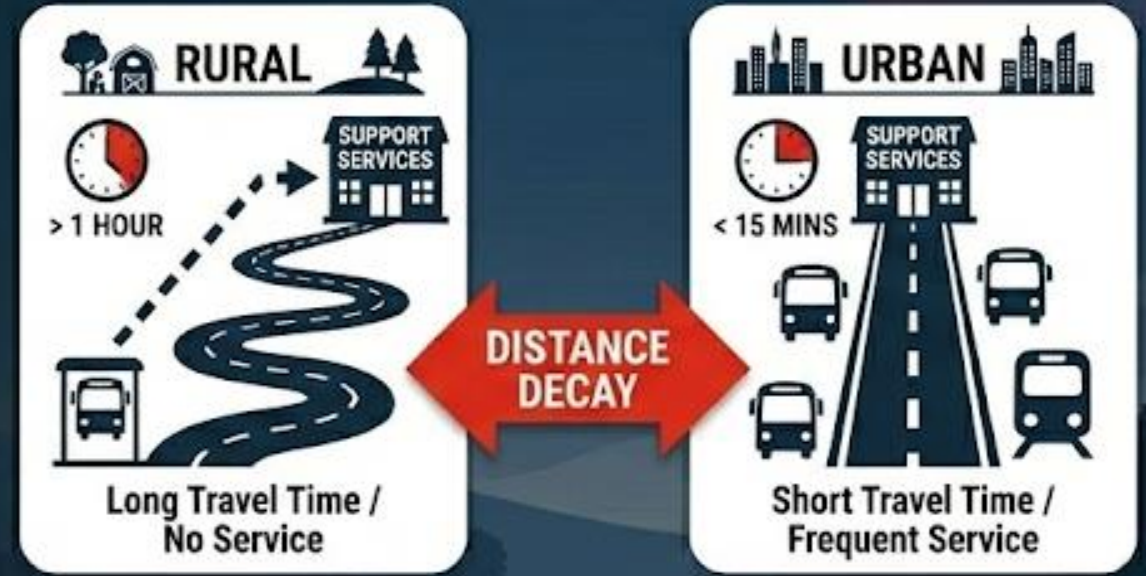 RURAL
SUPPORT
SERVICES
> 1 HOUR
Long Travel Time /
No Service
DISTANCE
DECAY
URBAN
SUPPORT
SERVICES
< 15 MINS
Short Travel Time /
Frequent Service